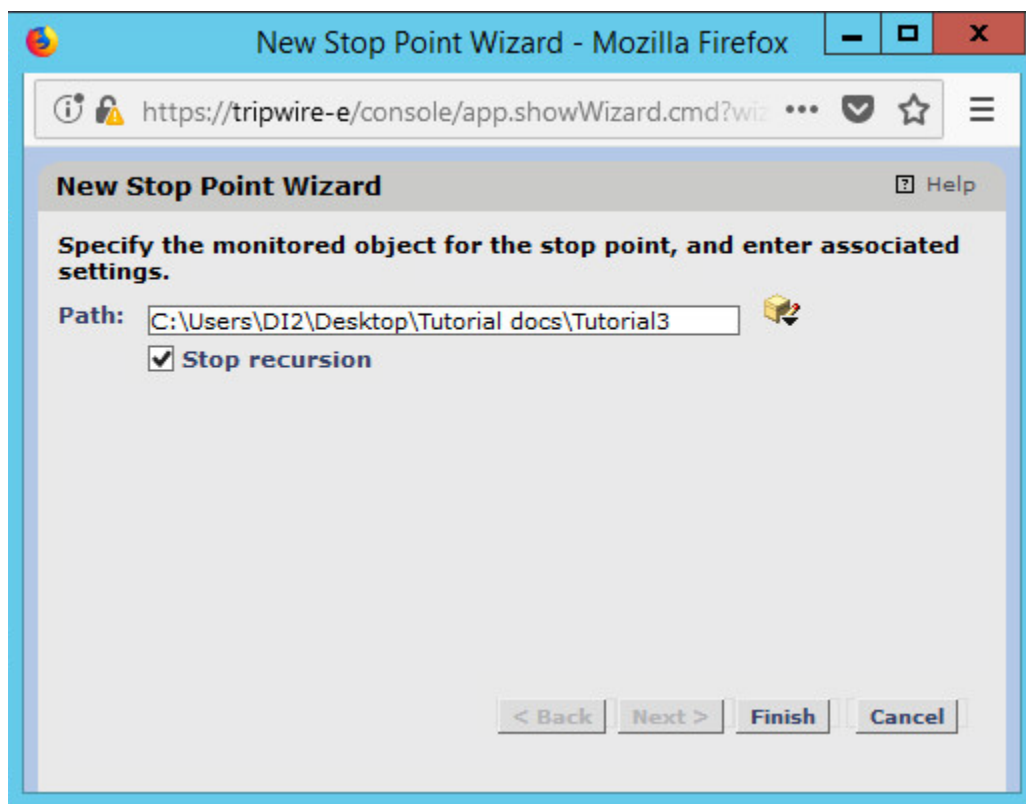 New Stop Point Wizard - Mozilla Firefox
https://tripwire-e/console/app.showWizard.cmd?wiz
New Stop Point Wizard
? Help
Specify the monitored object for the stop point, and enter associated
settings.
Path: C:\Users\DI2\Desktop\Tutorial docs\Tutorial3
Stop recursion
< Back Next > Finish Cancel